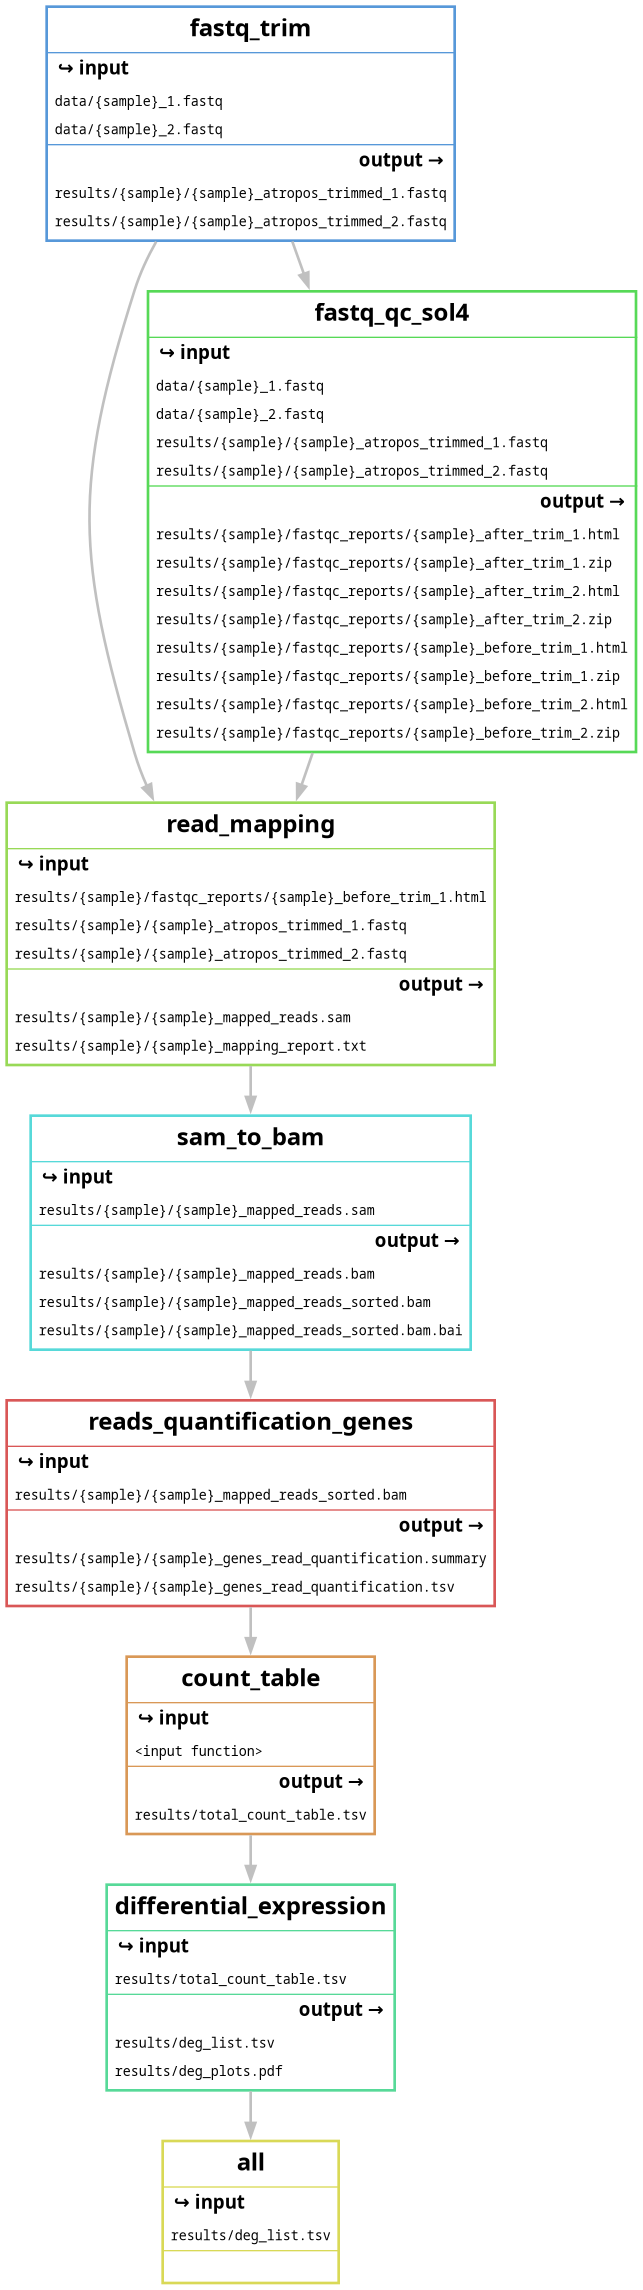 fastq_trim
↪ input
data/{sample}_1.fastq
data/{sample}_2.fastq
output →
results/{sample}/{sample}_atropos_trimmed_1.fastq
results/{sample}/{sample}_atropos_trimmed_2.fastq
fastq_qc_sol4
↪ input
data/{sample}_1.fastq
data/{sample}_2.fastq
results/{sample}/{sample}_atropos_trimmed_1.fastq
results/{sample}/{sample}_atropos_trimmed_2.fastq
output →
results/{sample}/fastqc_reports/{sample}_after_trim_1.html
results/{sample}/fastqc_reports/{sample}_after_trim_1.zip
results/{sample}/fastqc_reports/{sample}_after_trim_2.html
results/{sample}/fastqc_reports/{sample}_after_trim_2.zip
results/{sample}/fastqc_reports/{sample}_before_trim_1.html
results/{sample}/fastqc_reports/{sample}_before_trim_1.zip
results/{sample}/fastqc_reports/{sample}_before_trim_2.html
results/{sample}/fastqc_reports/{sample}_before_trim_2.zip
read_mapping
↪ input
results/{sample}/fastqc_reports/{sample}_before_trim_1.html
results/{sample}/{sample}_atropos_trimmed_1.fastq
results/{sample}/{sample}_atropos_trimmed_2.fastq
output →
results/{sample}/{sample}_mapped_reads.sam
results/{sample}/{sample}_mapping_report.txt
sam_to_bam
↪ input
results/{sample}/{sample}_mapped_reads.sam
output →
results/{sample}/{sample}_mapped_reads.bam
results/{sample}/{sample}_mapped_reads_sorted.bam
results/{sample}/{sample}_mapped_reads_sorted.bam.bai
reads_quantification_genes
↪ input
results/{sample}/{sample}_mapped_reads_sorted.bam
output →
results/{sample}/{sample}_genes_read_quantification.summary
results/{sample}/{sample}_genes_read_quantification.tsv
count_table
↪ input
<input function>
output →
results/total_count_table.tsv
differential_expression
↪ input
results/total_count_table.tsv
output →
results/deg_list.tsv
results/deg_plots.pdf
all
↪ input
results/deg_list.tsv